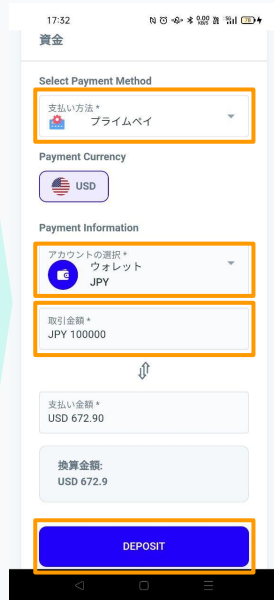 17:32
0.00
70
資金
Select Payment Method
支払い方法 *
プライムペイ
Payment Currency
USD
Payment Information
アカウントの選択 *
ウォレット
JPY
取引金額 *
JPY 100000
支払い金額 *
USD 672.90
換算金額:
USD 672.9
DEPOSIT